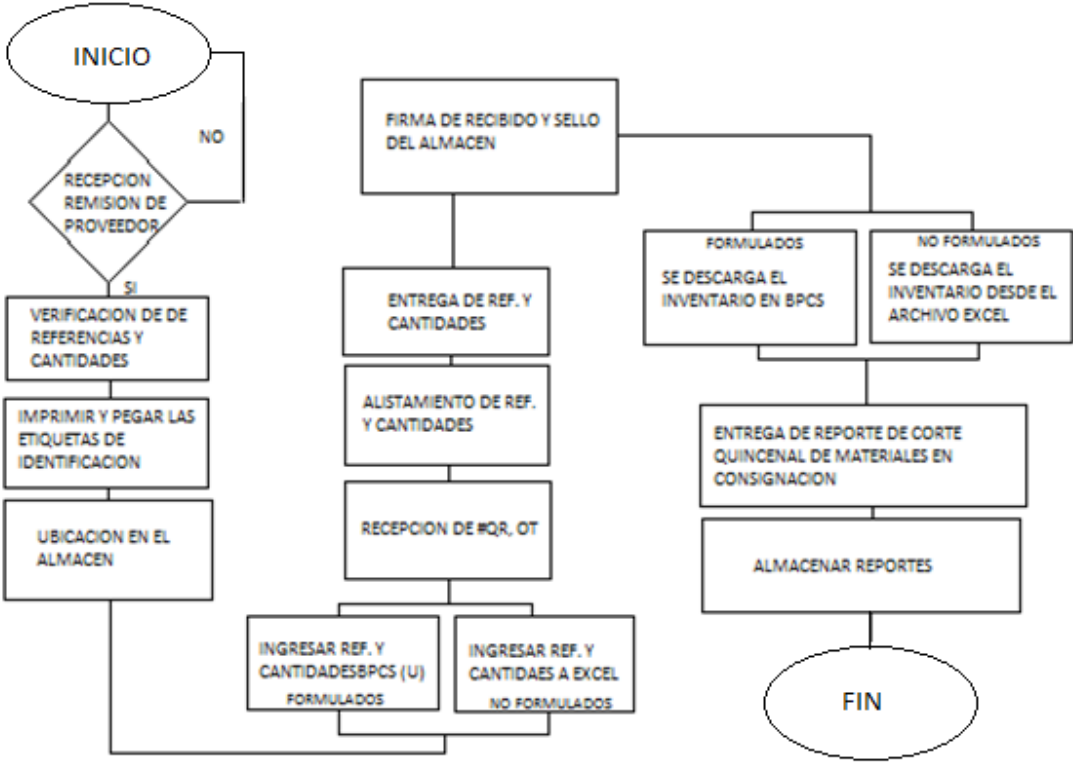 INICIO
NO
RECEPCION
REMISION DE
PROVEEDOR
SI
VERIFICACION DE DE
REFERENCIAS Y
CANTIDADES
IMPRIMIR Y PEGAR LAS
ETIQUETAS DE
IDENTIFICACION
UBICACION EN EL
ALMACEN
INGRESAR REF. Y
CANTIDADESBPCS (U)
FORMULADOS
INGRESAR REF. Y
CANTIDAES A EXCEL
NO FORMULADOS
RECEPCION DE #QR, OT
ALISTAMIENTO DE REF.
Y CANTIDADES
ENTREGA DE REF. Y
CANTIDADES
FIRMA DE RECIBIDO Y SELLO
DEL ALMACEN
FORMULADOS
SE DESCARGA EL
INVENTARIO EN BPCS
NO FORMULADOS
SE DESCARGA EL
INVENTARIO DESDE EL
ARCHIVO EXCEL
ENTREGA DE REPORTE DE CORTE
QUINCENAL DE MATERIALES EN
CONSIGNACION
ALMACENAR REPORTES
FIN